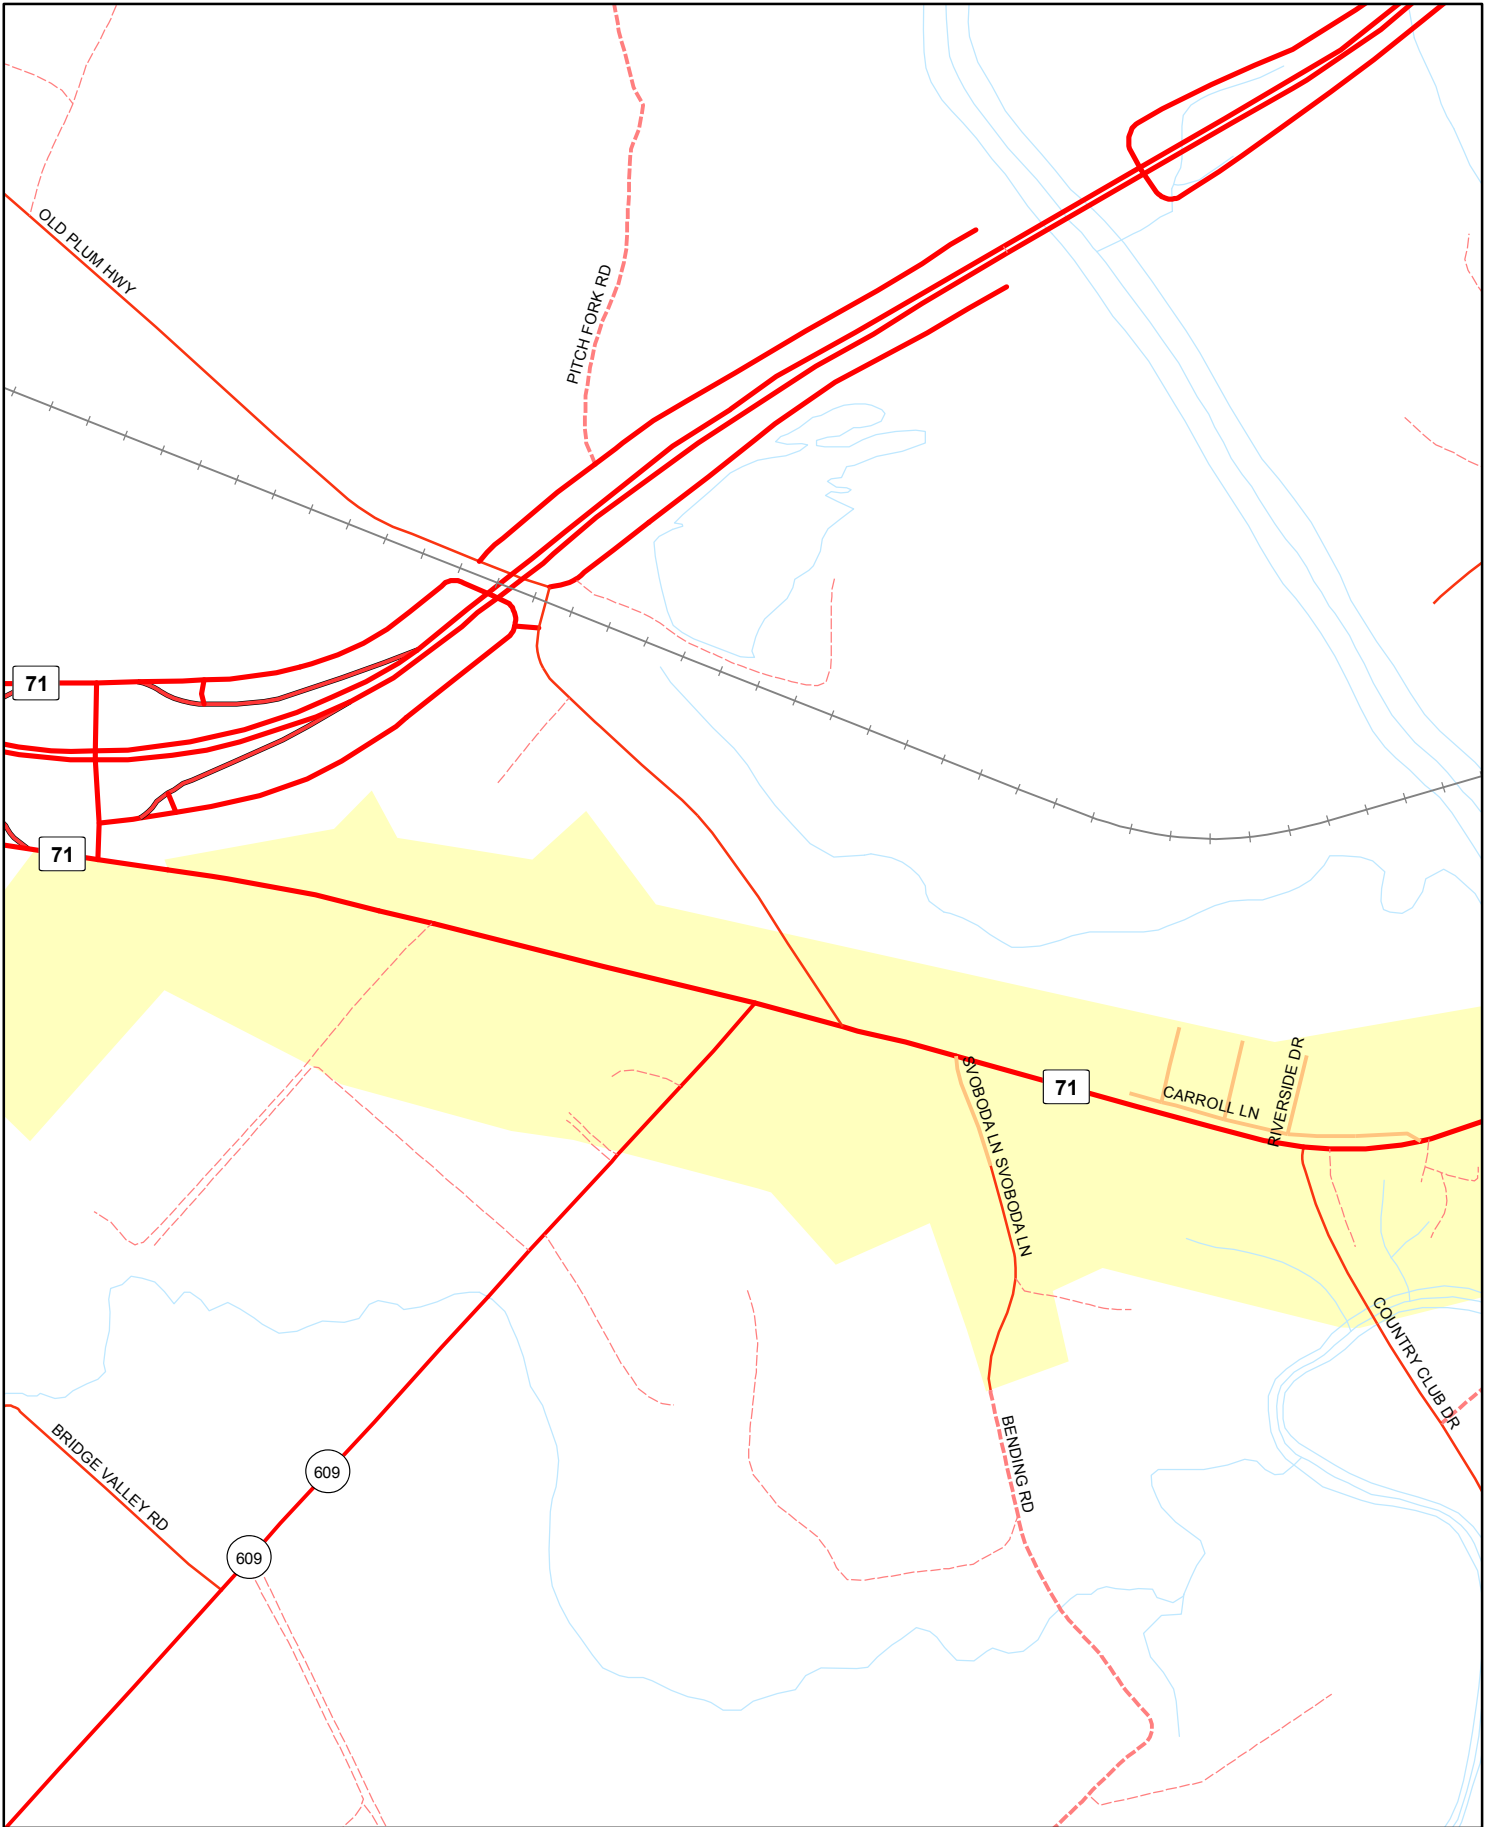 OLD PLUM HWY
PITCH FORK RD
71
71
71
CARROLL LN
RIVERSIDE DR
SVOBODA LN
SVOBODA LN
COUNTRY CLUB DR
BENDING RD
BRIDGE VALLEY RD
609
609